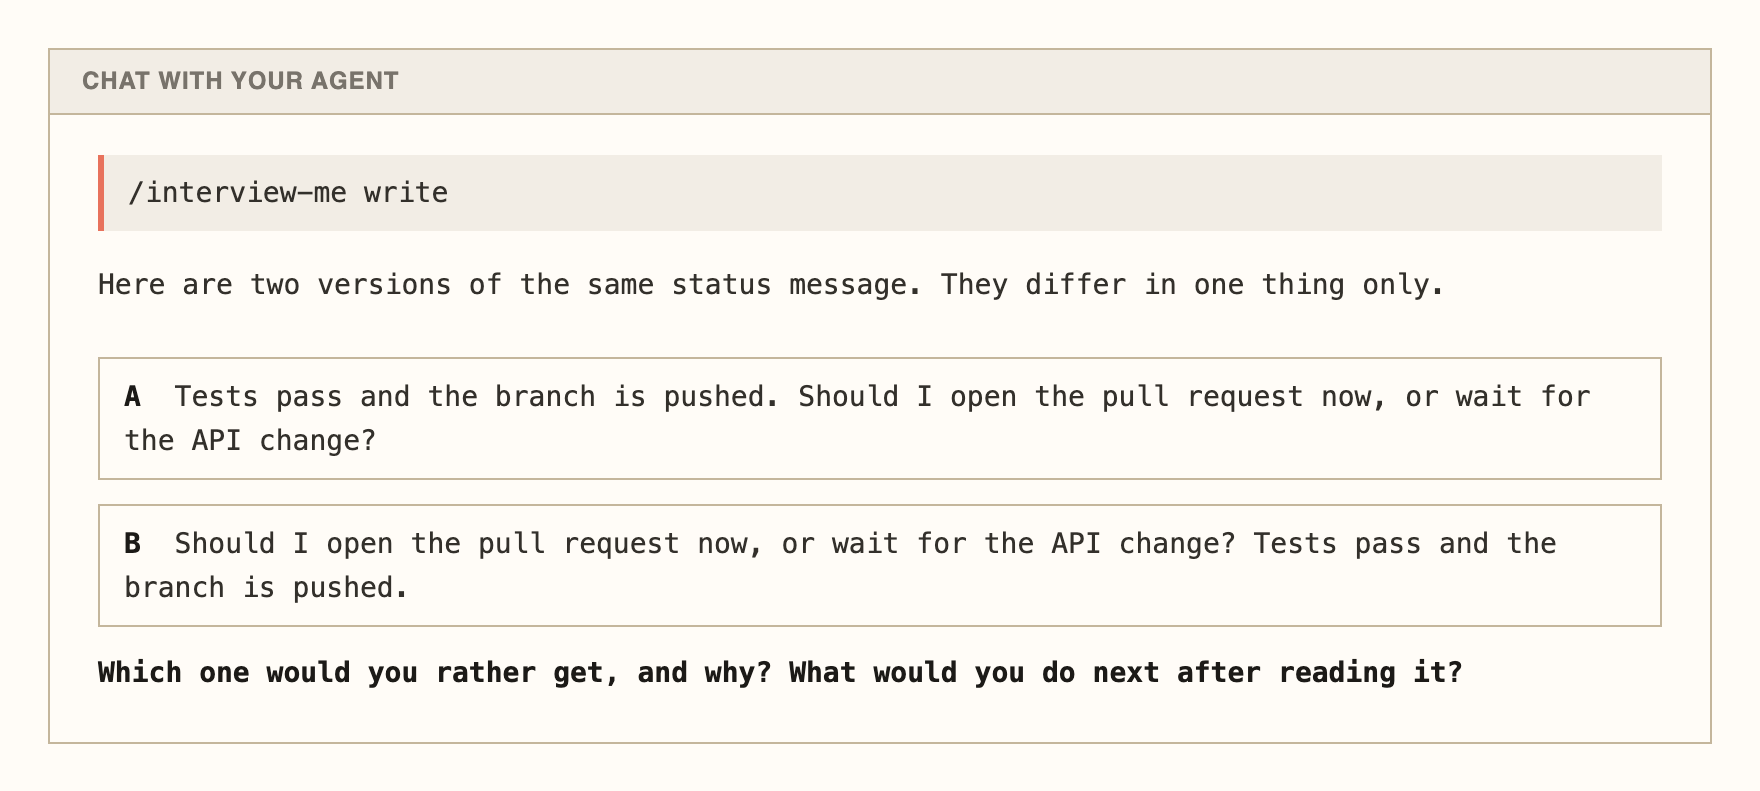 CHAT WITH YOUR AGENT
/interview-me write
Here are two versions of the same status message. They differ in one thing only.
A Tests pass and the branch is pushed. Should I open the pull request now, or wait for
the API change?
B Should I open the pull request now, or wait for the API change? Tests pass and the
branch is pushed.
Which one would you rather get, and why? What would you do next after reading it?